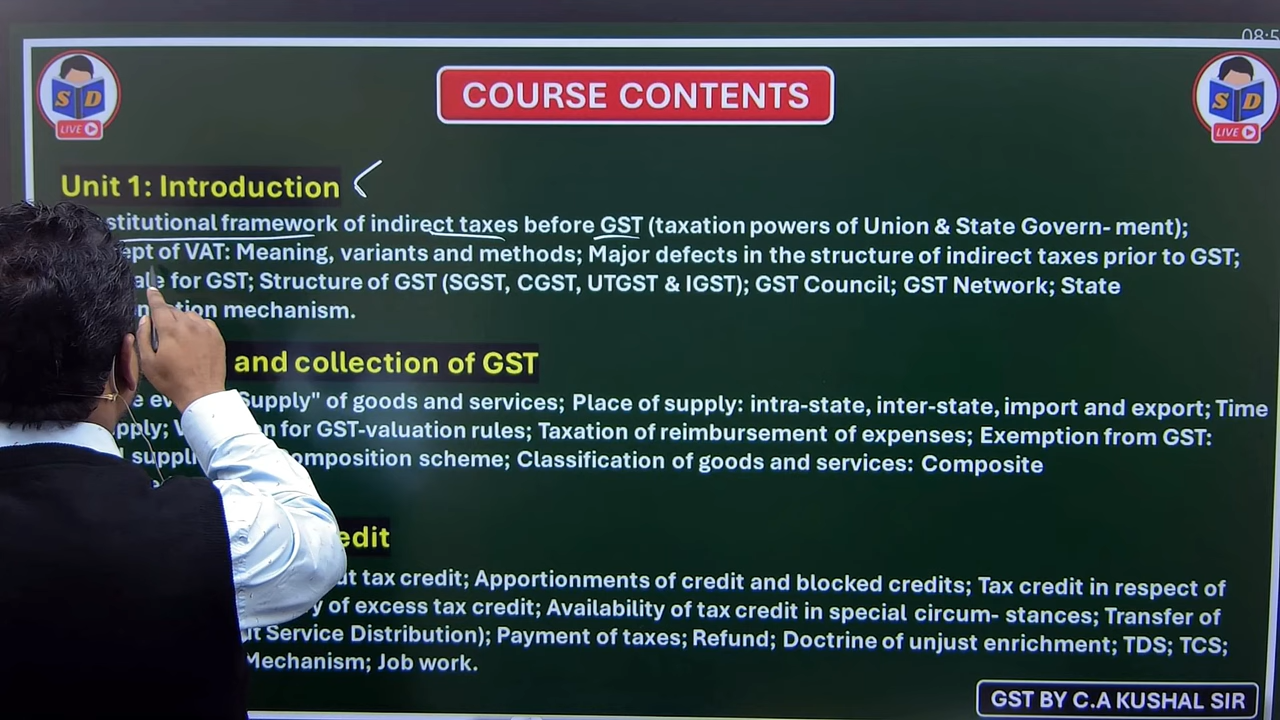 08:5
COURSE CONTENTS
S D
LIVE
S D
LIVE
Unit 1: Introduction
framework of indirect taxes before GST (taxation powers of Union & State Govern- ment);
of VAT: Meaning, variants and methods; Major defects in the structure of indirect taxes prior to GST;
for GST; Structure of GST (SGST, CGST, UTGST & IGST); GST Council; GST Network; State
mechanism.
and collection of GST
Supply" of goods and services; Place of supply: intra-state, inter-state, import and export; Time
for GST-valuation rules; Taxation of reimbursement of expenses; Exemption from GST:
scheme; Classification of goods and services: Composite
tax credit; Apportionments of credit and blocked credits; Tax credit in respect of
of excess tax credit; Availability of tax credit in special circum- stances; Transfer of
Service Distribution); Payment of taxes; Refund; Doctrine of unjust enrichment; TDS; TCS;
Mechanism; Job work.
GST BY C.A KUSHAL SIR